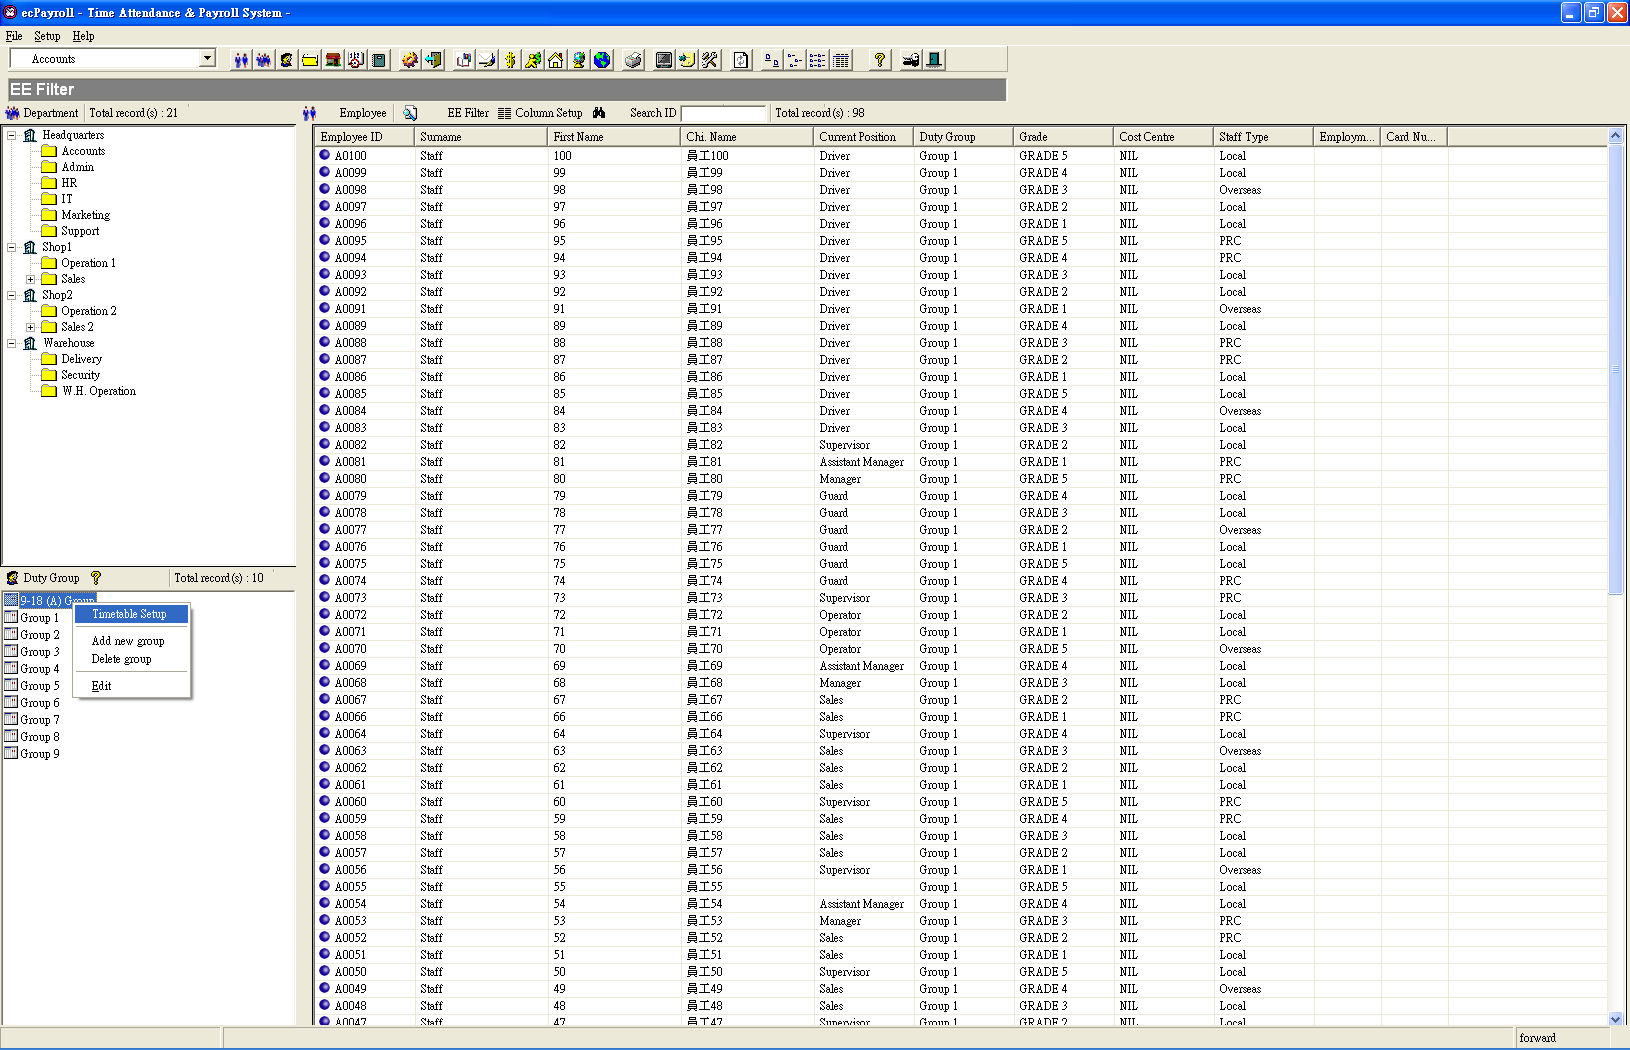 ecPayroll - Time Attendance & Payroll System -
File Setup Help
Accounts
EE Filter
Department Total record(s) : 21 Employee EE Filter Column Setup Search ID Total record(s) : 98
Headquarters
Accounts
Admin
HR
IT
Marketing
Support
Shop1
Operation 1
Sales
Shop2
Operation 2
Sales 2
Warehouse
Delivery
Security
W.H. Operation
Duty Group Total record(s) : 10
9-18 (A) Group
Group 1
Group 2
Group 3
Group 4
Group 5
Group 6
Group 7
Group 8
Group 9
Timetable Setup
Add new group
Delete group
Edit
Employee ID Surname First Name Chi. Name Current Position Duty Group Grade Cost Centre Staff Type Employm... Card Nu...
A0100 Staff 100 員工100 Driver Group 1 GRADE 5 NIL Local
A0099 Staff 99 員工99 Driver Group 1 GRADE 4 NIL Local
A0098 Staff 98 員工98 Driver Group 1 GRADE 3 NIL Overseas
A0097 Staff 97 員工97 Driver Group 1 GRADE 2 NIL Local
A0096 Staff 96 員工96 Driver Group 1 GRADE 1 NIL Local
A0095 Staff 95 員工95 Driver Group 1 GRADE 5 NIL PRC
A0094 Staff 94 員工94 Driver Group 1 GRADE 4 NIL PRC
A0093 Staff 93 員工93 Driver Group 1 GRADE 3 NIL Local
A0092 Staff 92 員工92 Driver Group 1 GRADE 2 NIL Local
A0091 Staff 91 員工91 Driver Group 1 GRADE 1 NIL Overseas
A0089 Staff 89 員工89 Driver Group 1 GRADE 4 NIL Local
A0088 Staff 88 員工88 Driver Group 1 GRADE 3 NIL PRC
A0087 Staff 87 員工87 Driver Group 1 GRADE 2 NIL PRC
A0086 Staff 86 員工86 Driver Group 1 GRADE 1 NIL Local
A0085 Staff 85 員工85 Driver Group 1 GRADE 5 NIL Local
A0084 Staff 84 員工84 Driver Group 1 GRADE 4 NIL Overseas
A0083 Staff 83 員工83 Driver Group 1 GRADE 3 NIL Local
A0082 Staff 82 員工82 Supervisor Group 1 GRADE 2 NIL Local
A0081 Staff 81 員工81 Assistant Manager Group 1 GRADE 1 NIL PRC
A0080 Staff 80 員工80 Manager Group 1 GRADE 5 NIL PRC
A0079 Staff 79 員工79 Guard Group 1 GRADE 4 NIL Local
A0078 Staff 78 員工78 Guard Group 1 GRADE 3 NIL Local
A0077 Staff 77 員工77 Guard Group 1 GRADE 2 NIL Overseas
A0076 Staff 76 員工76 Guard Group 1 GRADE 1 NIL Local
A0075 Staff 75 員工75 Guard Group 1 GRADE 5 NIL Local
A0074 Staff 74 員工74 Guard Group 1 GRADE 4 NIL PRC
A0073 Staff 73 員工73 Supervisor Group 1 GRADE 3 NIL PRC
A0072 Staff 72 員工72 Operator Group 1 GRADE 2 NIL Local
A0071 Staff 71 員工71 Operator Group 1 GRADE 1 NIL Local
A0070 Staff 70 員工70 Operator Group 1 GRADE 5 NIL Overseas
A0069 Staff 69 員工69 Assistant Manager Group 1 GRADE 4 NIL Local
A0068 Staff 68 員工68 Manager Group 1 GRADE 3 NIL Local
A0067 Staff 67 員工67 Sales Group 1 GRADE 2 NIL PRC
A0066 Staff 66 員工66 Sales Group 1 GRADE 1 NIL PRC
A0064 Staff 64 員工64 Supervisor Group 1 GRADE 4 NIL Local
A0063 Staff 63 員工63 Sales Group 1 GRADE 3 NIL Overseas
A0062 Staff 62 員工62 Sales Group 1 GRADE 2 NIL Local
A0061 Staff 61 員工61 Sales Group 1 GRADE 1 NIL Local
A0060 Staff 60 員工60 Supervisor Group 1 GRADE 5 NIL PRC
A0059 Staff 59 員工59 Sales Group 1 GRADE 4 NIL PRC
A0058 Staff 58 員工58 Sales Group 1 GRADE 3 NIL Local
A0057 Staff 57 員工57 Sales Group 1 GRADE 2 NIL Local
A0056 Staff 56 員工56 Supervisor Group 1 GRADE 1 NIL Overseas
A0055 Staff 55 員工55 Group 1 GRADE 5 NIL Local
A0054 Staff 54 員工54 Assistant Manager Group 1 GRADE 4 NIL Local
A0053 Staff 53 員工53 Manager Group 1 GRADE 3 NIL PRC
A0052 Staff 52 員工52 Sales Group 1 GRADE 2 NIL PRC
A0051 Staff 51 員工51 Sales Group 1 GRADE 1 NIL Local
A0050 Staff 50 員工50 Supervisor Group 1 GRADE 5 NIL Local
A0049 Staff 49 員工49 Sales Group 1 GRADE 4 NIL Overseas
A0048 Staff 48 員工48 Sales Group 1 GRADE 3 NIL Local
A0047 Staff 47 員工47 Supervisor Group 1 GRADE 2 NIL Local
forward